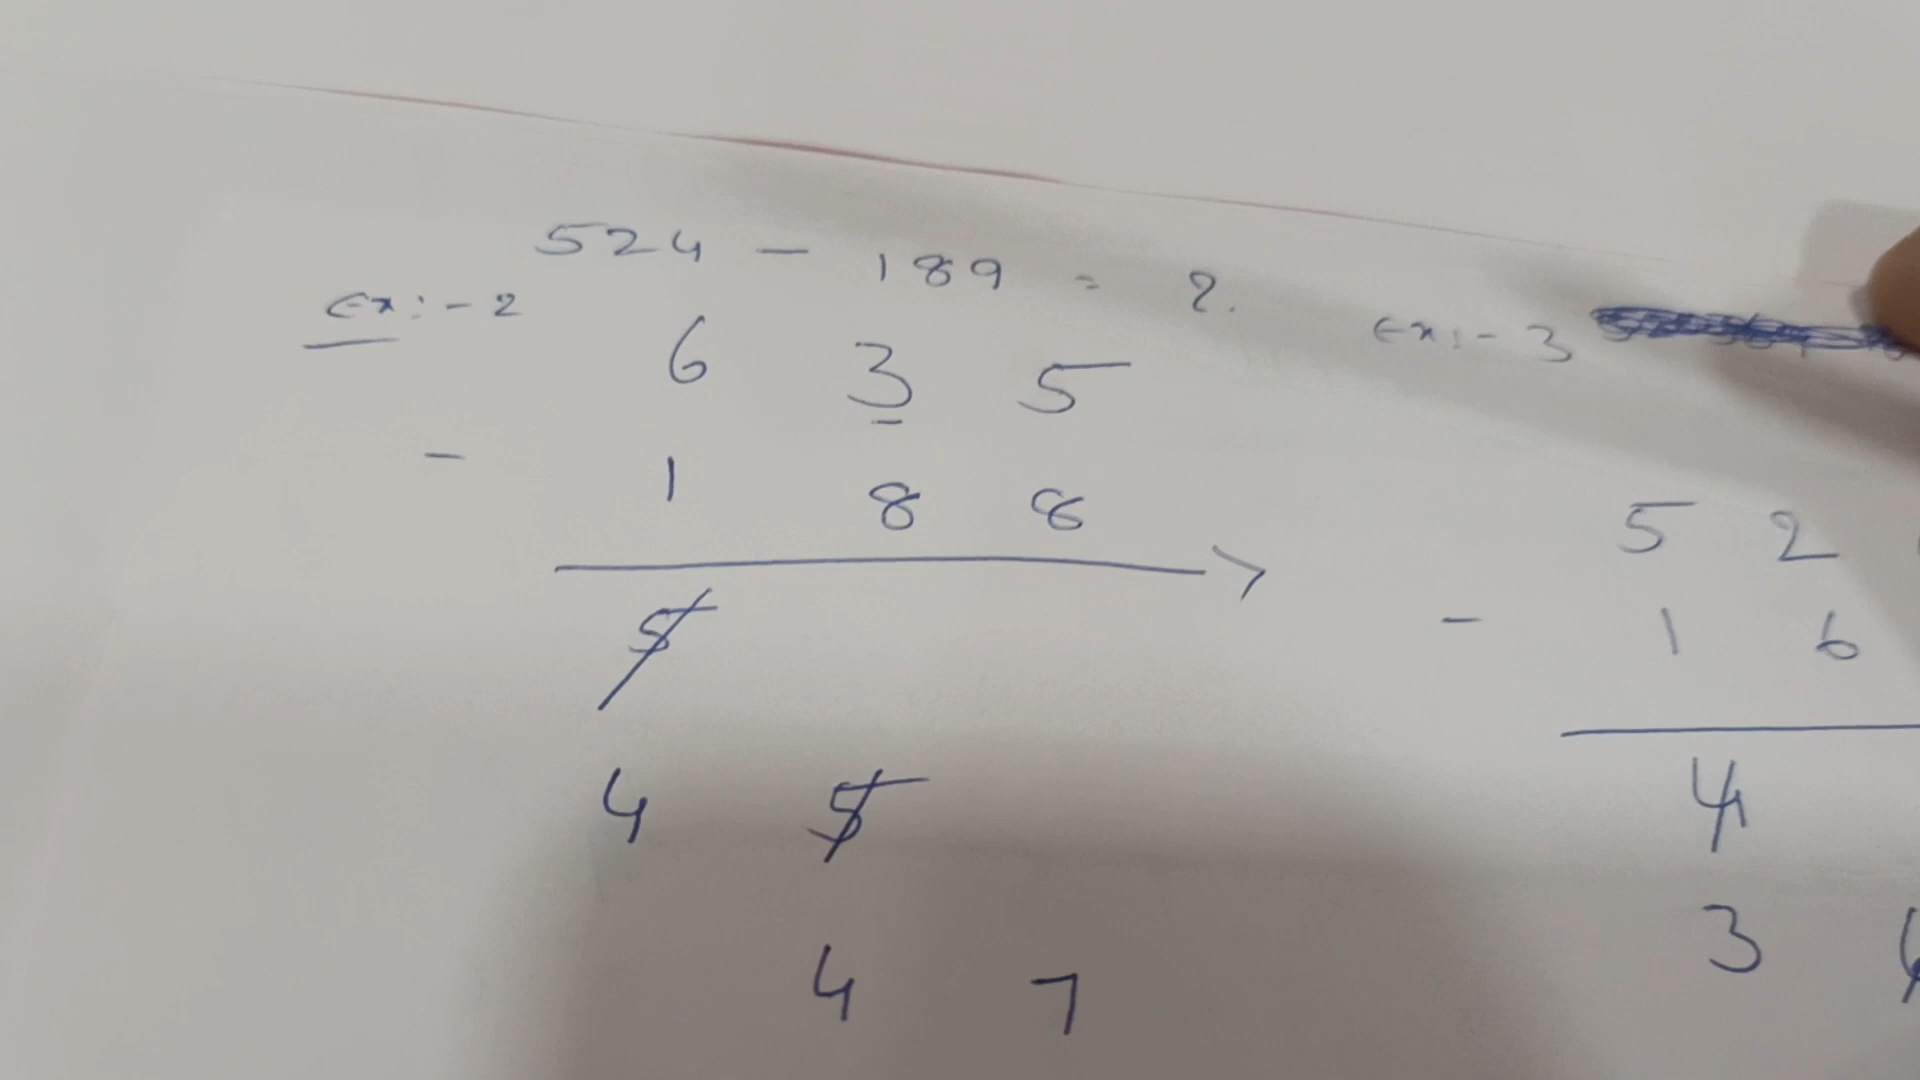 524 - 189 = ?.
Ex:- 2
6 3 5
- 1 8 8
5
4 5
4 7
Ex:- 3
5 2
- 1 6
4
3